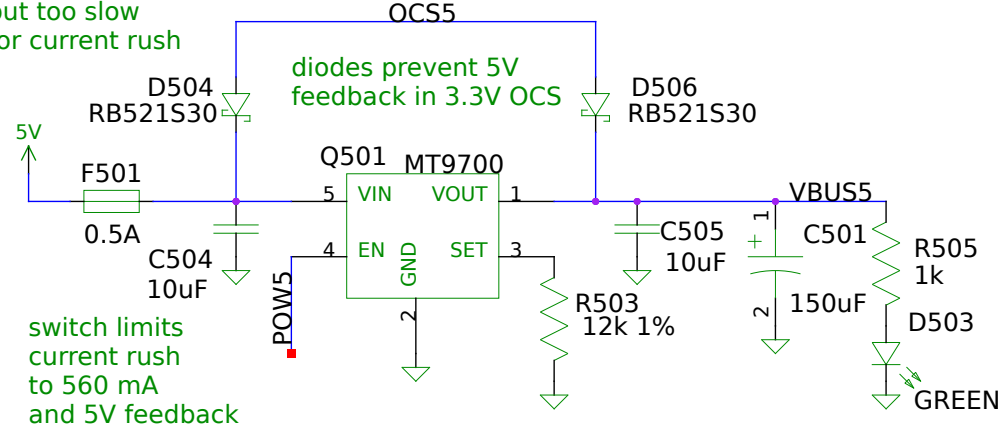 but too slow
for current rush
OCS5
diodes prevent 5V
feedback in 3.3V OCS
D504
RB521S30
D506
RB521S30
5V
F501
0.5A
Q501
MT9700
5
VIN
VOUT
1
4
EN
GND
SET
3
2
VBUS5
C504
10uF
POW5
C505
10uF
1
+
C501
150uF
2
R505
1k
R503
12k 1%
D503
GREEN
switch limits
current rush
to 560 mA
and 5V feedback